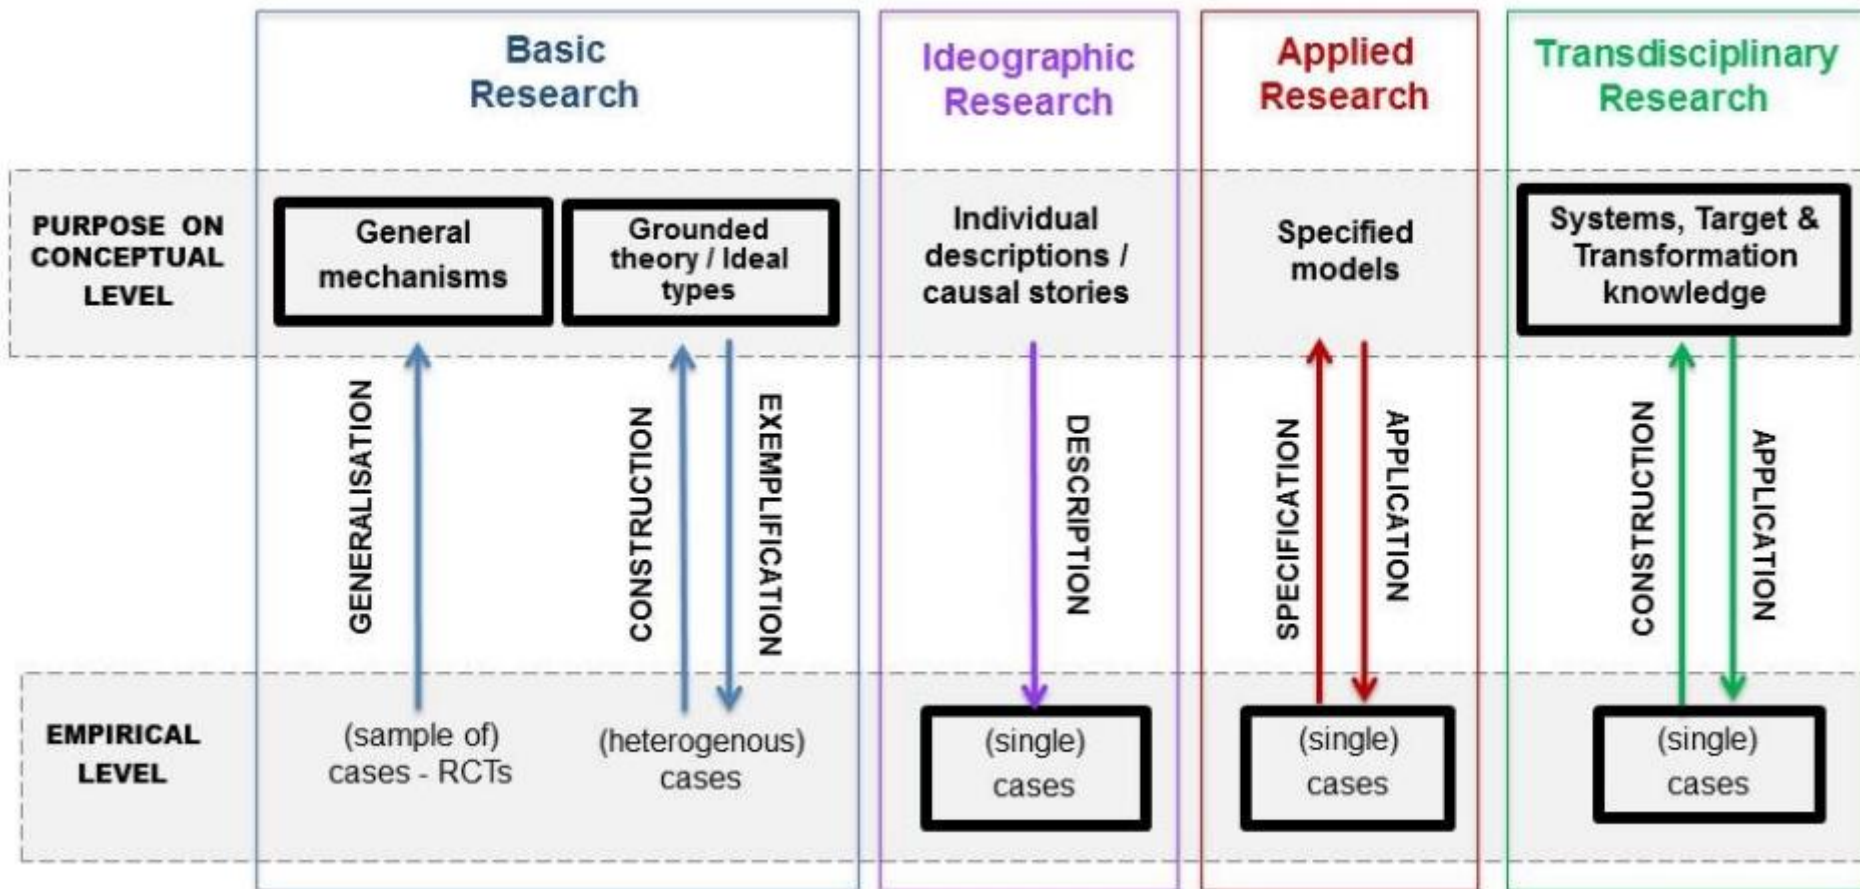 Basic
Research
Ideographic
Research
Applied
Research
Transdisciplinary
Research
PURPOSE ON
CONCEPTUAL
LEVEL
General
mechanisms
Grounded
theory / Ideal
types
Individual
descriptions /
causal stories
Specified
models
Systems, Target &
Transformation
knowledge
GENERALISATION
CONSTRUCTION
EXEMPLIFICATION
DESCRIPTION
SPECIFICATION
APPLICATION
CONSTRUCTION
APPLICATION
EMPIRICAL
LEVEL
(sample of)
cases - RCTs
(heterogenous)
cases
(single)
cases
(single)
cases
(single)
cases